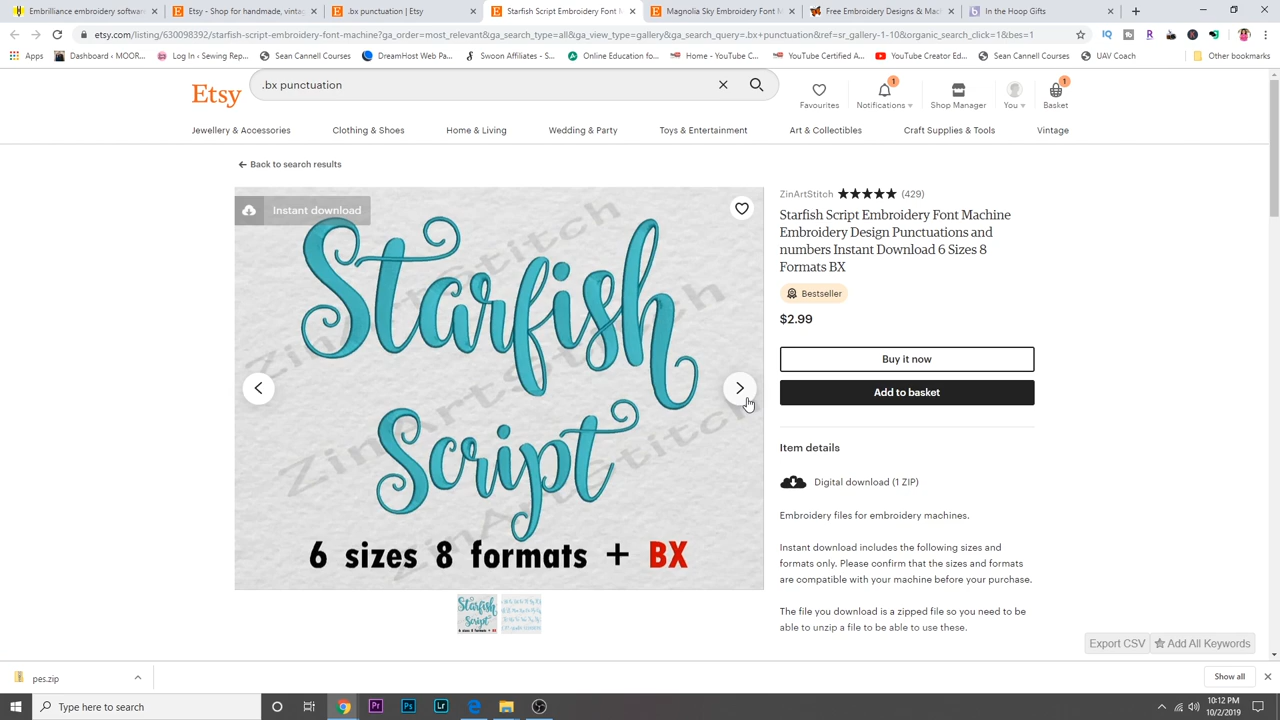 Embrilliance embroidery software
Etsy - Shop for handmade, vintag
.bx punctuation | Etsy
Starfish Script Embroidery Font M
Magnolia Sky Embroidery Font M
Free Embroidery Designs & Mach
In the Hoop Gifts
etsy.com/listing/630098392/starfish-script-embroidery-font-machine?ga_order=most_relevant&ga_search_type=all&ga_view_type=gallery&ga_search_query=.bx+punctuation&ref=sr_gallery-1-10&organic_search_click=1&bes=1
Apps
Dashboard ‹ MOOR...
Log In ‹ Sewing Rep...
Sean Cannell Courses
DreamHost Web Pa...
Swoon Affiliates - S...
Online Education fo...
Home - YouTube C...
YouTube Certified A...
YouTube Creator Ed...
Sean Cannell Courses
UAV Coach
Other bookmarks
Etsy
.bx punctuation
Favourites
1
Notifications
Shop Manager
You
1
Basket
Jewellery & Accessories
Clothing & Shoes
Home & Living
Wedding & Party
Toys & Entertainment
Art & Collectibles
Craft Supplies & Tools
Vintage
Back to search results
Instant download
Starfish
Script
ZinArtStitch
6 sizes 8 formats + BX
ZinArtStitch ★★★★★ (429)
Starfish Script Embroidery Font Machine
Embroidery Design Punctuations and
numbers Instant Download 6 Sizes 8
Formats BX
Bestseller
$2.99
Buy it now
Add to basket
Item details
Digital download (1 ZIP)
Embroidery files for embroidery machines.
Instant download includes the following sizes and
formats only. Please confirm that the sizes and formats
are compatible with your machine before your purchase.
The file you download is a zipped file so you need to be
able to unzip a file to be able to use these.
Export CSV
Add All Keywords
pes.zip
Show all
Type here to search
10:12 PM
10/2/2019